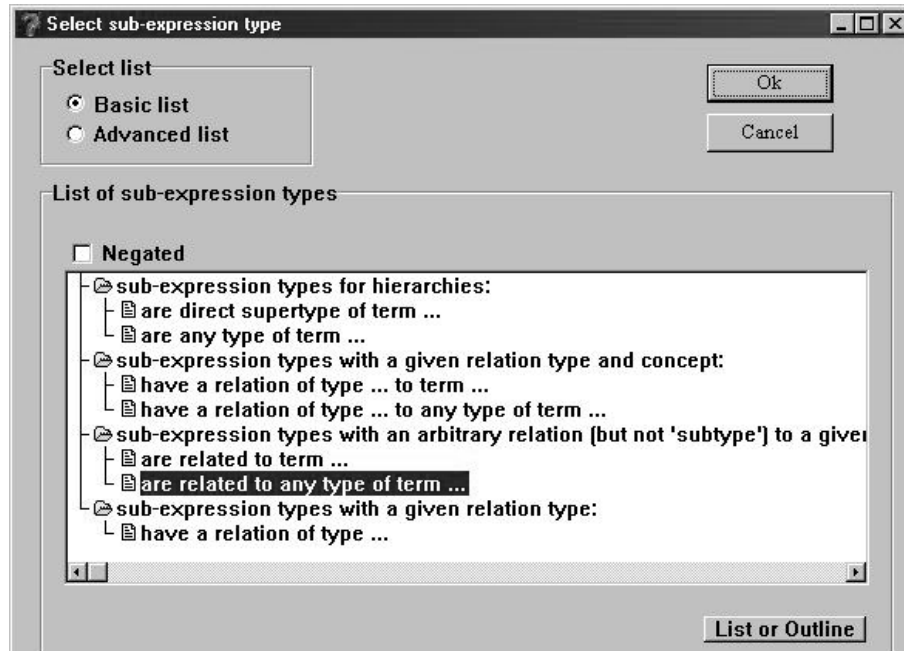 Select sub-expression type
Select list
Basic list
Advanced list
Ok
Cancel
List of sub-expression types
Negated
sub-expression types for hierarchies:
are direct supertype of term ...
are any type of term ...
sub-expression types with a given relation type and concept:
have a relation of type ... to term ...
have a relation of type ... to any type of term ...
sub-expression types with an arbitrary relation (but not 'subtype') to a give
are related to term ...
are related to any type of term ...
sub-expression types with a given relation type:
have a relation of type ...
List or Outline